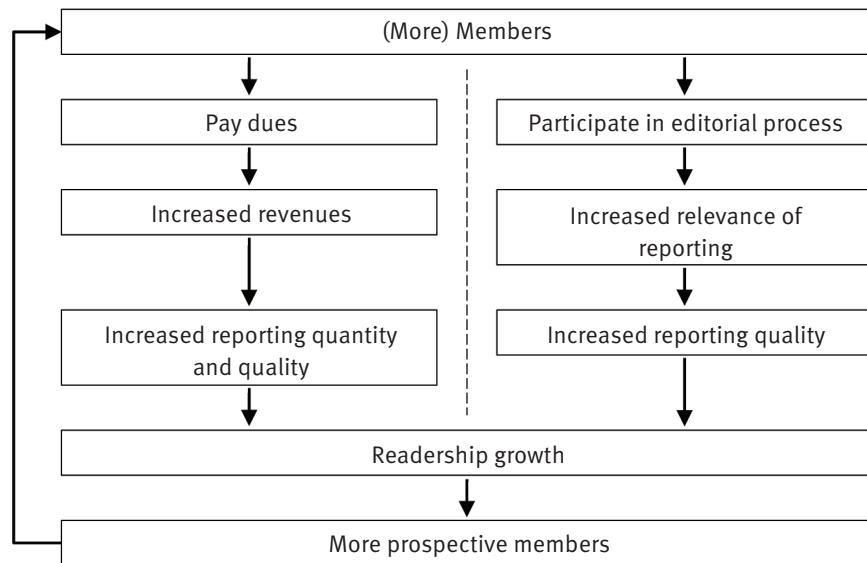 (More) Members
Pay dues
Increased revenues
Increased reporting quantity
and quality
Participate in editorial process
Increased relevance of
reporting
Increased reporting quality
Readership growth
More prospective members